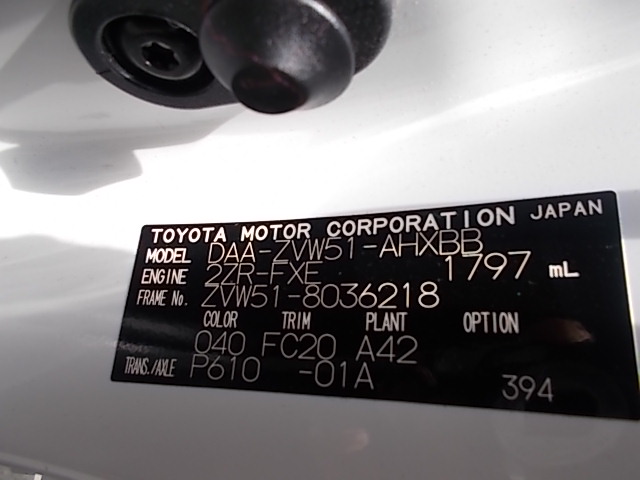 TOYOTA MOTOR CORPORATION JAPAN
MODEL DAA-ZVW51-AHXBB
ENGINE 2ZR-FXE 1797 mL
FRAME No. ZVW51-8036218
COLOR TRIM PLANT OPTION
040 FC20 A42
TRANS./AXLE P610 -01A
394